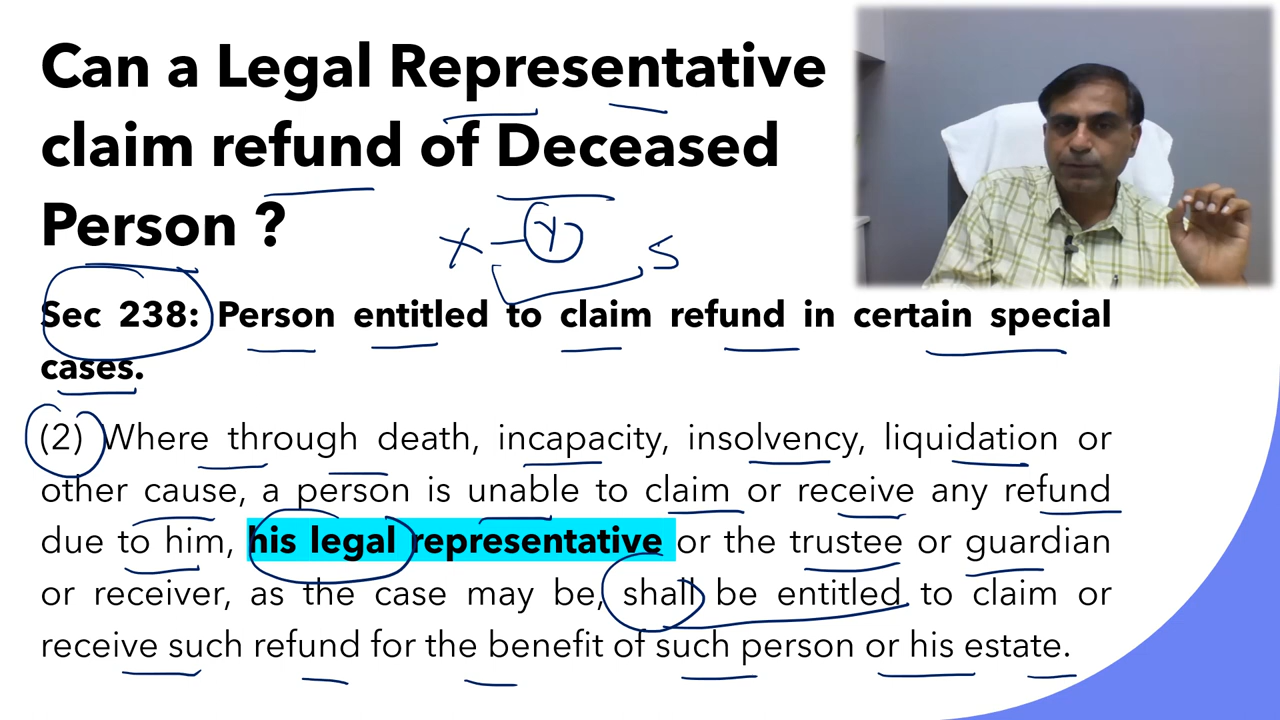 Can a Legal Representative
claim refund of Deceased
Person ?
X Y S
Sec 238: Person entitled to claim refund in certain special
cases.
(2) Where through death, incapacity, insolvency, liquidation or
other cause, a person is unable to claim or receive any refund
due to him, his legal representative or the trustee or guardian
or receiver, as the case may be, shall be entitled to claim or
receive such refund for the benefit of such person or his estate.